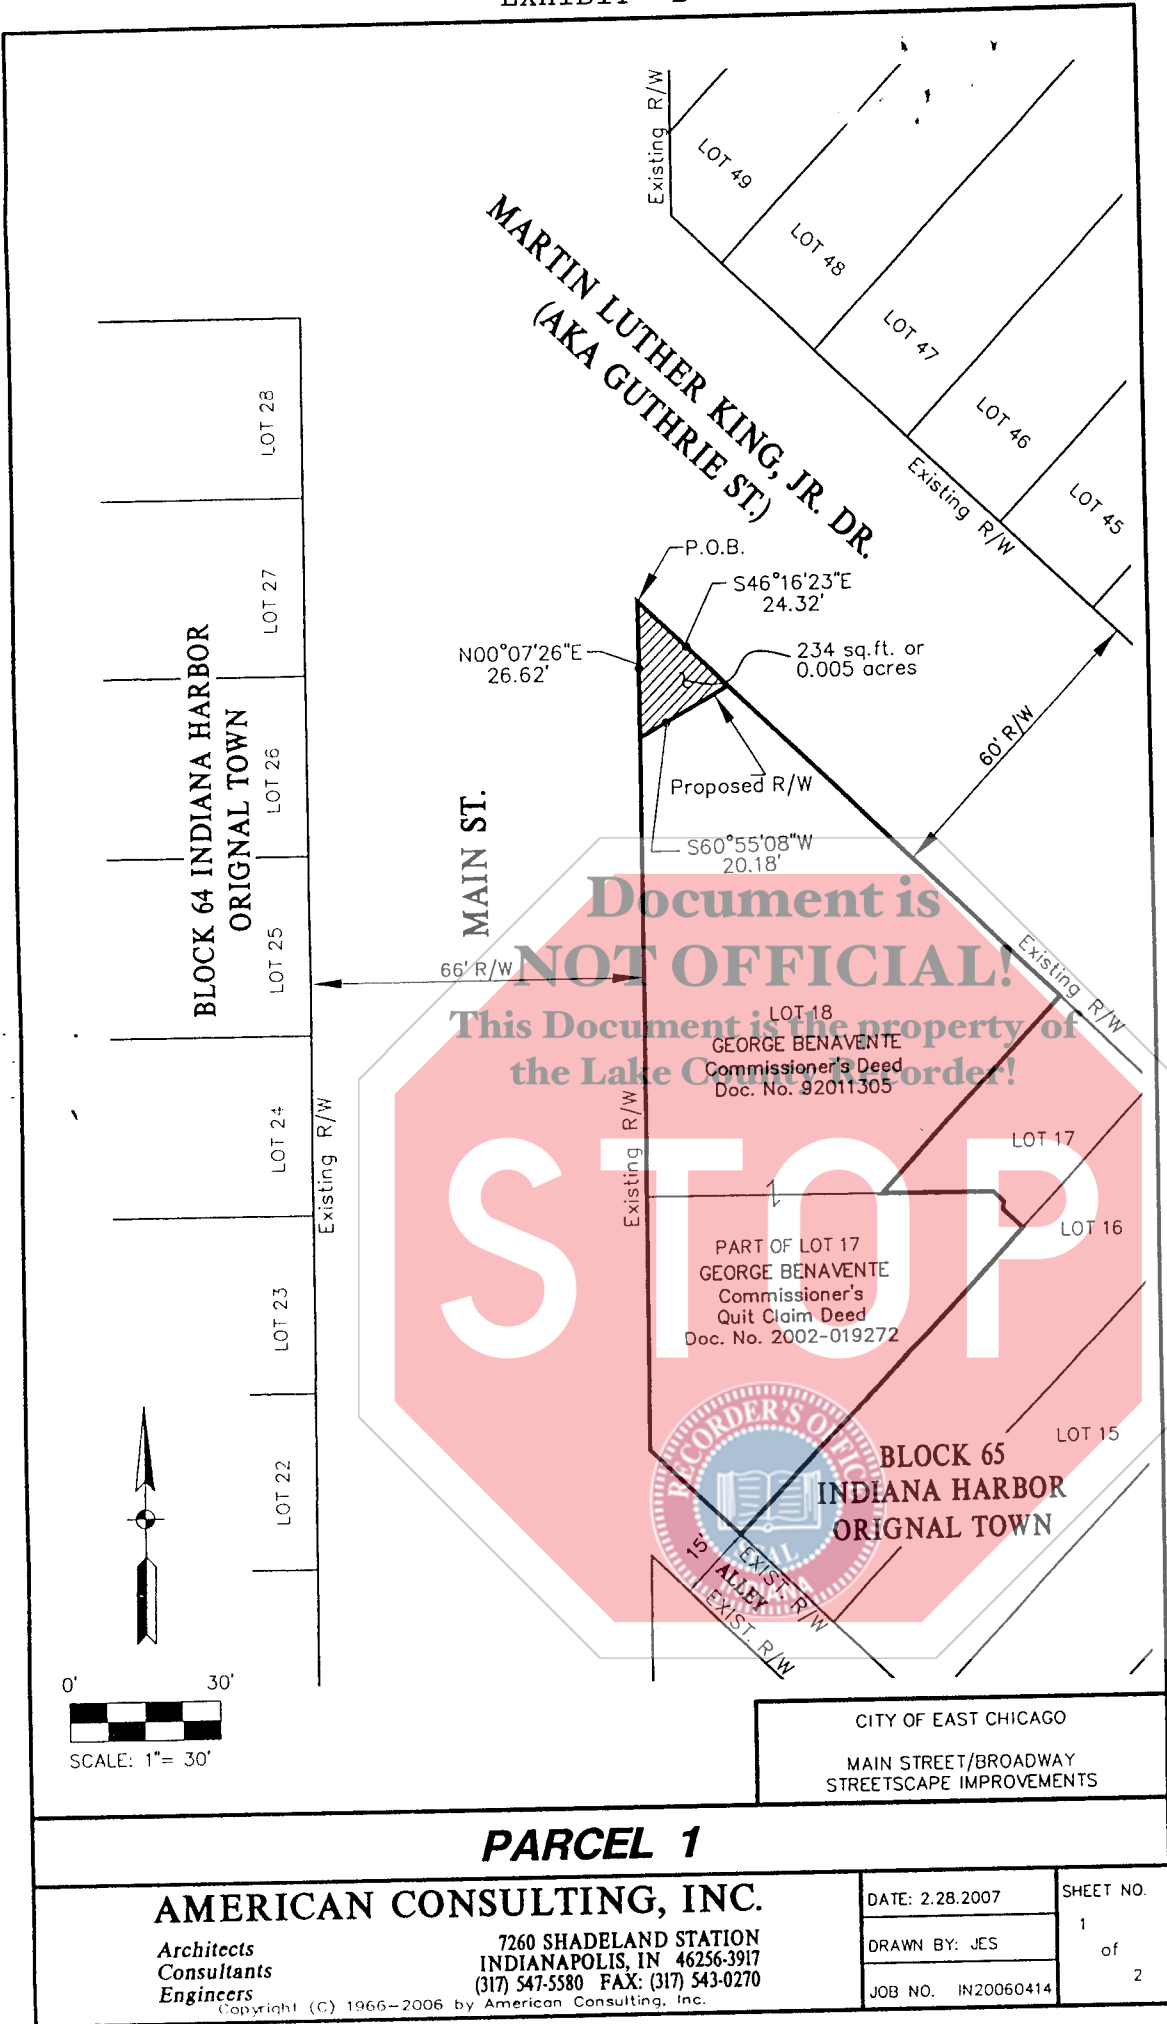 EXHIBIT "B"
Existing R/W
LOT 49
LOT 48
LOT 47
LOT 46
LOT 45
Existing R/W
MARTIN LUTHER KING, JR. DR.
(AKA GUTHRIE ST.)
P.O.B.
S46°16'23"E
24.32'
N00°07'26"E
26.62'
234 sq.ft. or
0.005 acres
Proposed R/W
S60°55'08"W
20.18'
60' R/W
LOT 28
LOT 27
LOT 26
LOT 25
LOT 24
LOT 23
LOT 22
BLOCK 64 INDIANA HARBOR
ORIGNAL TOWN
MAIN ST.
66' R/W
Existing R/W
Existing R/W
Existing R/W
Document is
NOT OFFICIAL!
This Document is the property of
the Lake County Recorder!
STOP
LOT 18
GEORGE BENAVENTE
Commissioner's Deed
Doc. No. 92011305
LOT 17
LOT 16
PART OF LOT 17
GEORGE BENAVENTE
Commissioner's
Quit Claim Deed
Doc. No. 2002-019272
LOT 15
BLOCK 65
INDIANA HARBOR
ORIGNAL TOWN
RECORDER'S OFFICE
SEAL
INDIANA
15'
ALLEY
EXIST. R/W
EXIST. R/W
0' 30'
SCALE: 1"= 30'
CITY OF EAST CHICAGO
MAIN STREET/BROADWAY
STREETSCAPE IMPROVEMENTS
PARCEL 1
AMERICAN CONSULTING, INC.
Architects
Consultants
Engineers
7260 SHADELAND STATION
INDIANAPOLIS, IN 46256-3917
(317) 547-5580 FAX: (317) 543-0270
Copyright (C) 1966-2006 by American Consulting, Inc.
DATE: 2.28.2007
DRAWN BY: JES
JOB NO. IN20060414
SHEET NO.
1
of
2